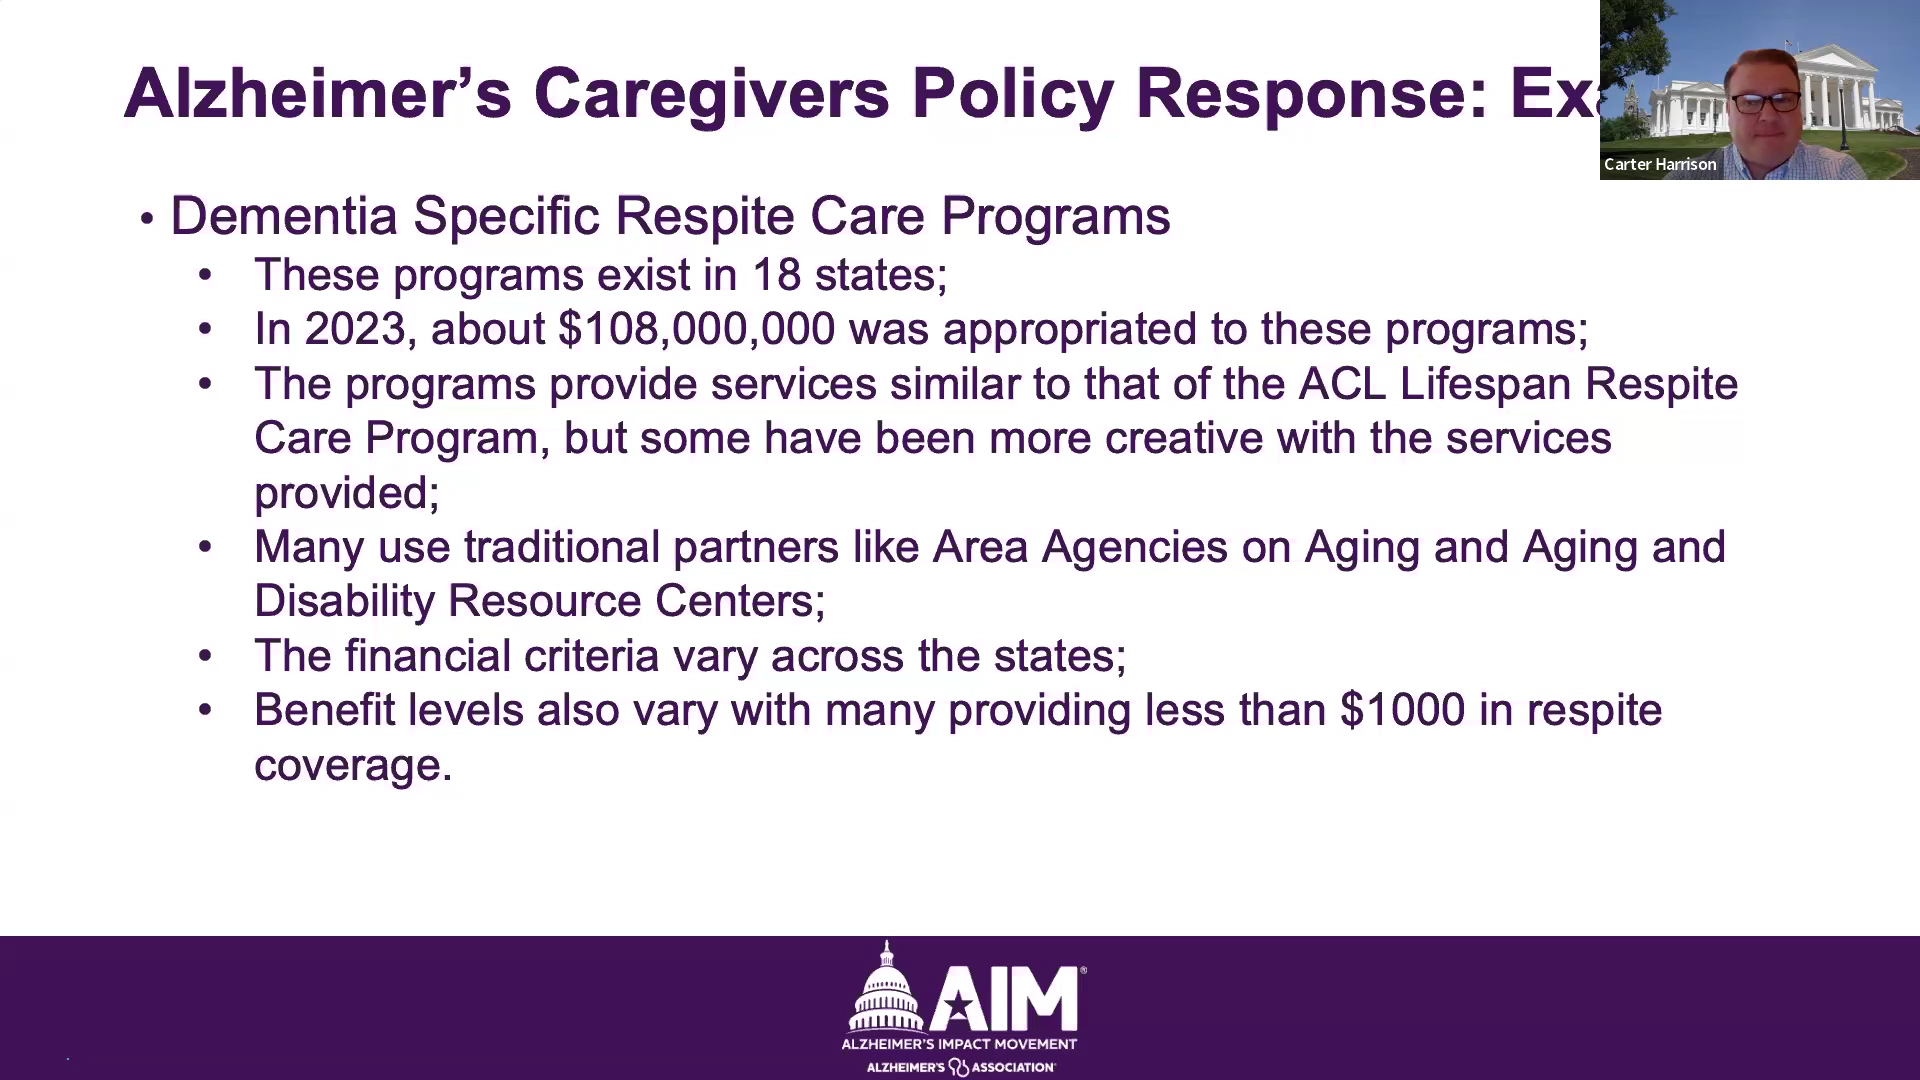 Alzheimer’s Caregivers Policy Response:
Carter Harrison
• Dementia Specific Respite Care Programs
• These programs exist in 18 states;
• In 2023, about $108,000,000 was appropriated to these programs;
• The programs provide services similar to that of the ACL Lifespan Respite
Care Program, but some have been more creative with the services
provided;
• Many use traditional partners like Area Agencies on Aging and Aging and
Disability Resource Centers;
• The financial criteria vary across the states;
• Benefit levels also vary with many providing less than $1000 in respite
coverage.
AIM®
ALZHEIMER'S IMPACT MOVEMENT
ALZHEIMER'S ASSOCIATION